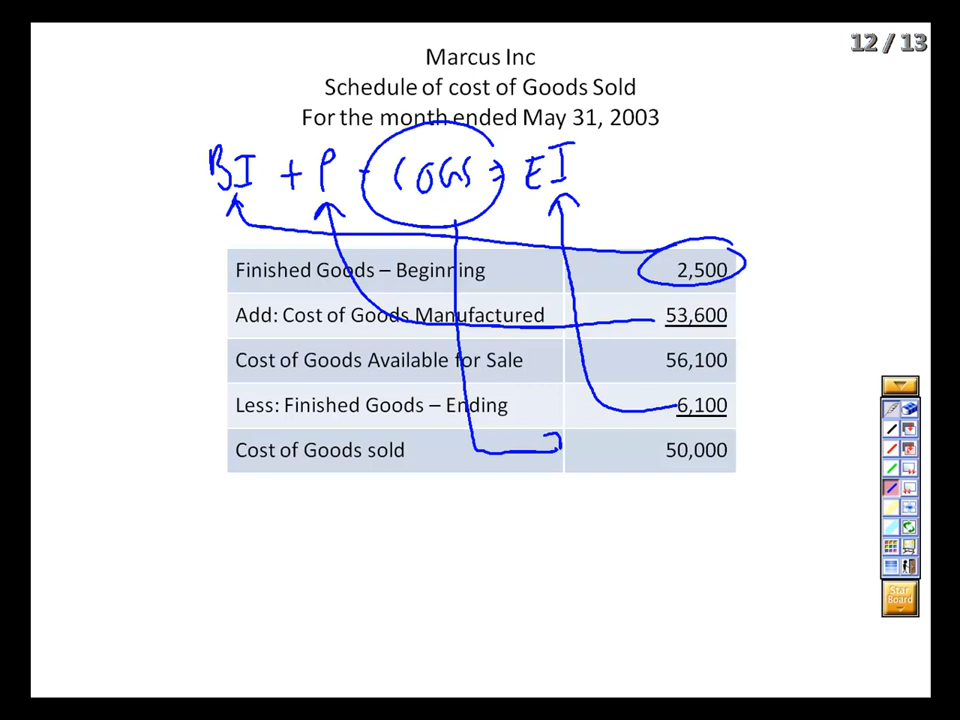 12 / 13
Marcus Inc
Schedule of cost of Goods Sold
For the month ended May 31, 2003
BI + P - COGS = EI
Finished Goods – Beginning 2,500
Add: Cost of Goods Manufactured 53,600
Cost of Goods Available for Sale 56,100
Less: Finished Goods – Ending 6,100
Cost of Goods sold 50,000
Star
Board